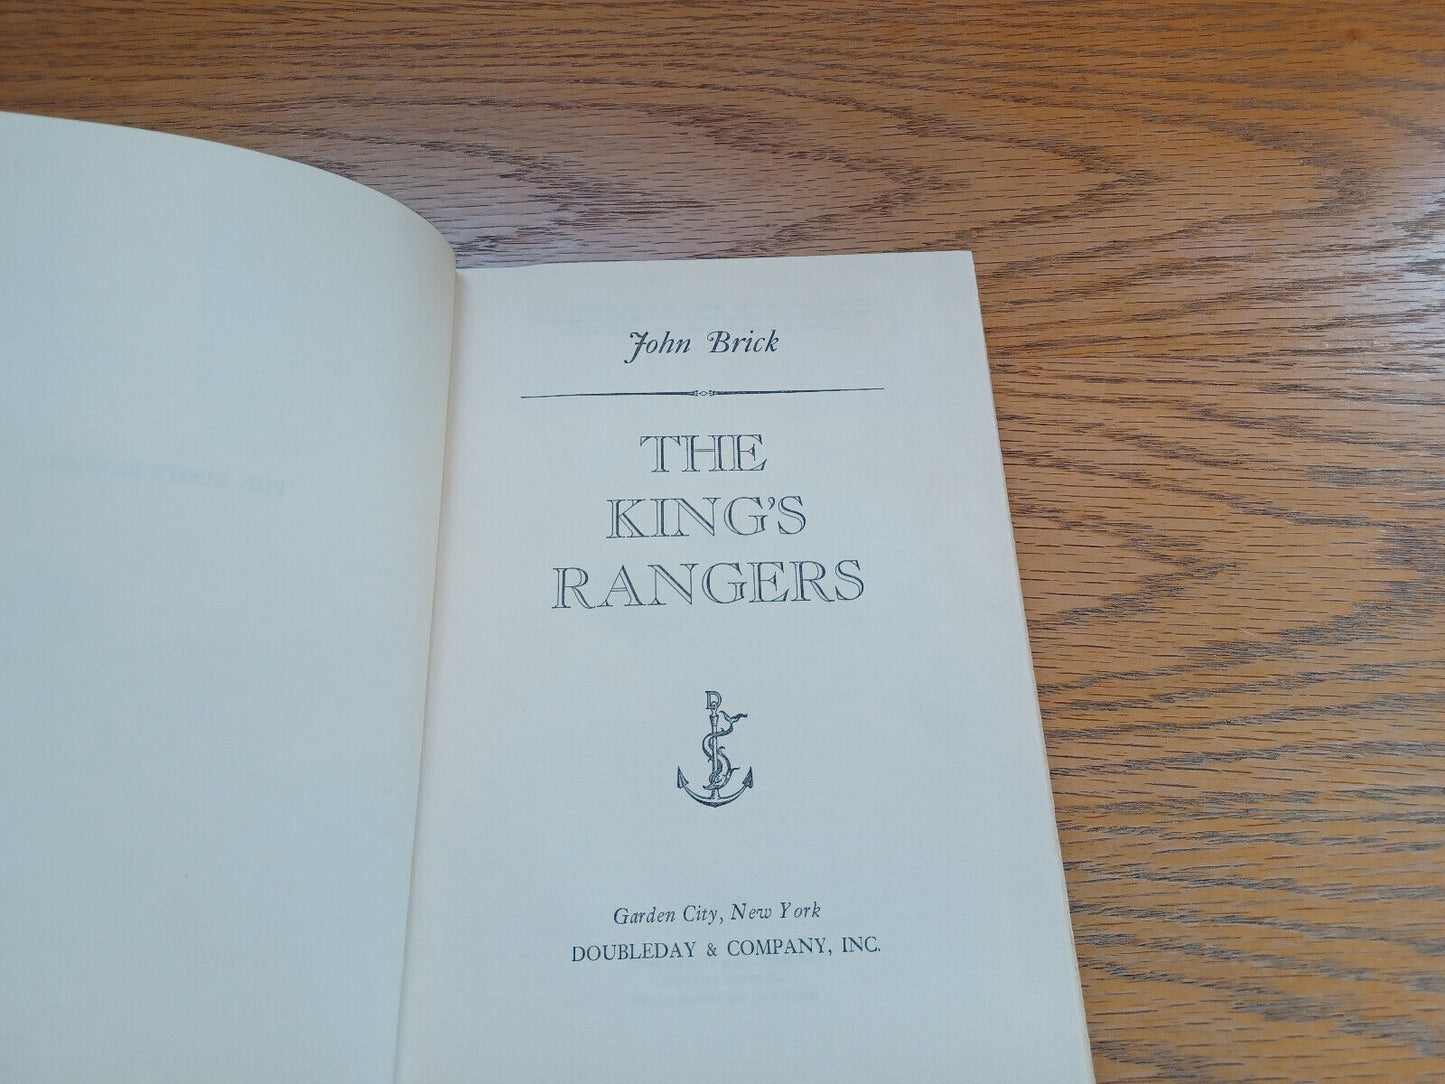 John Brick
THE
KING'S
RANGERS
D
Garden City, New York
DOUBLEDAY & COMPANY, INC.